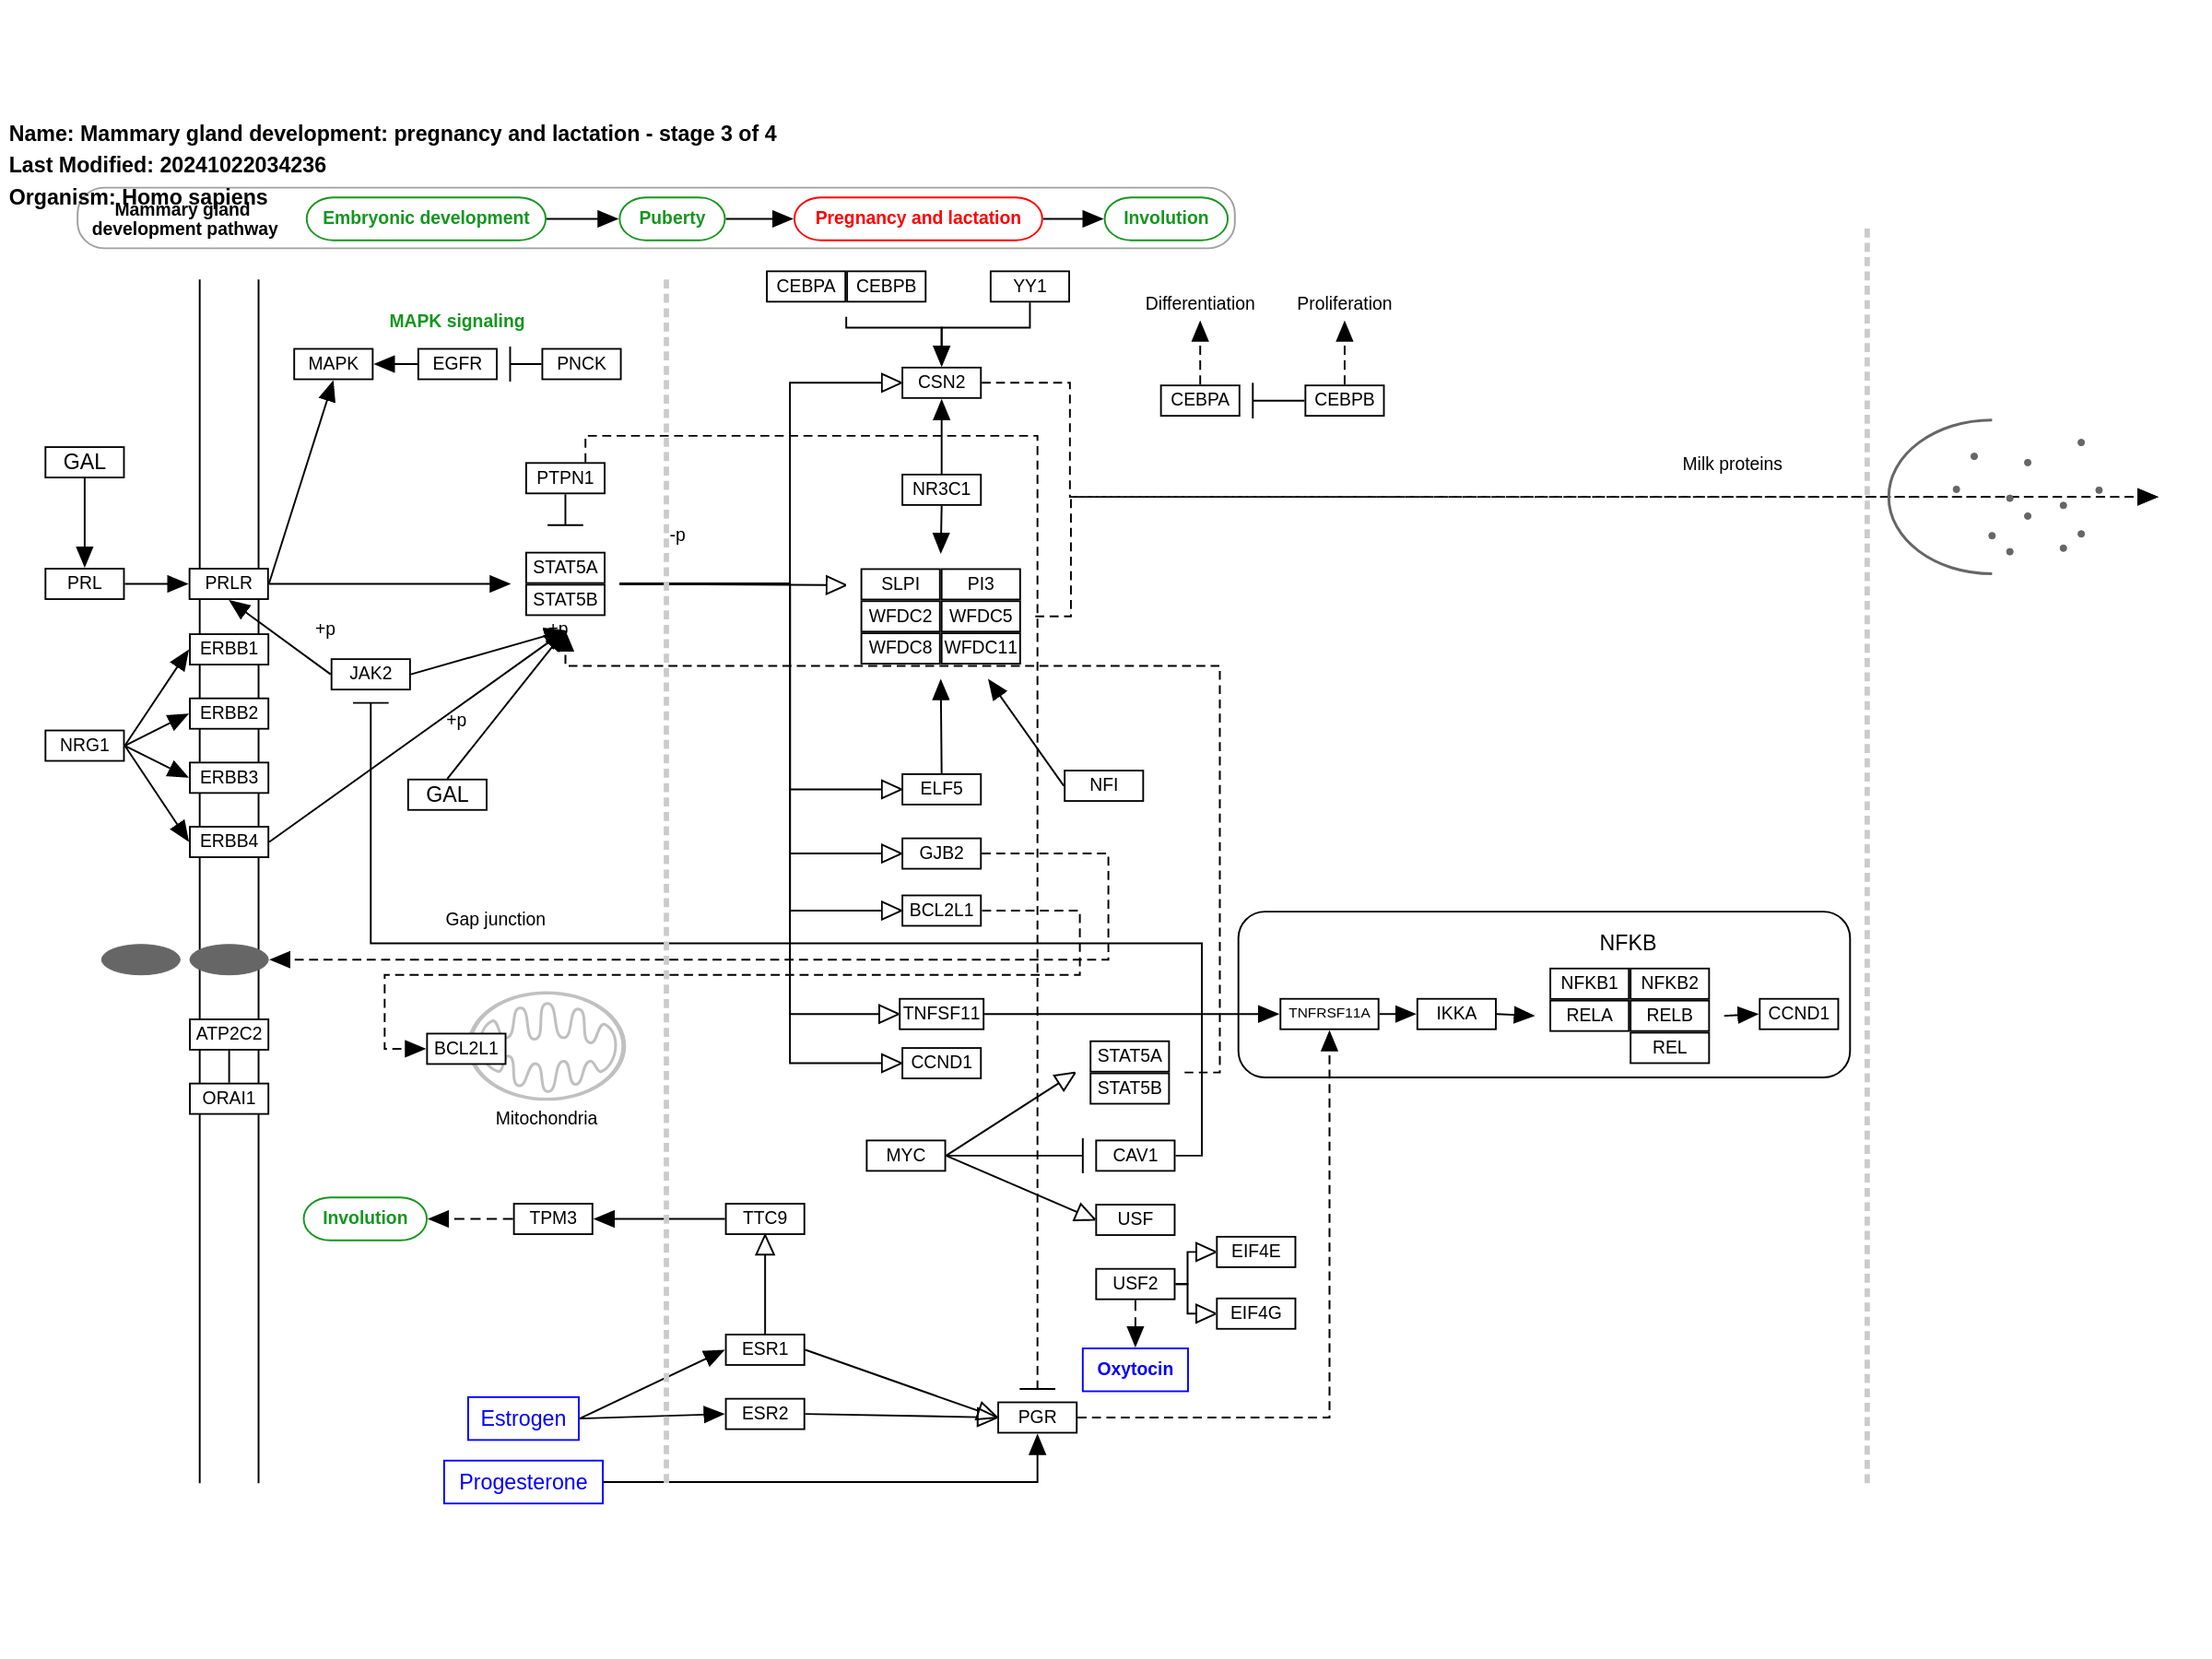 Name: Mammary gland development: pregnancy and lactation - stage 3 of 4
Last Modified: 20241022034236
Organism: Homo sapiens
Mammary gland
development pathway
Embryonic development
Puberty
Pregnancy and lactation
Involution
CEBPA
CEBPB
YY1
Differentiation
Proliferation
MAPK signaling
MAPK
EGFR
PNCK
CSN2
CEBPA
CEBPB
GAL
PTPN1
NR3C1
Milk proteins
-p
PRL
PRLR
STAT5A
STAT5B
SLPI
PI3
WFDC2
WFDC5
WFDC8
WFDC11
+p
+p
ERBB1
JAK2
ERBB2
+p
NRG1
ERBB3
GAL
ELF5
NFI
ERBB4
GJB2
Gap junction
BCL2L1
NFKB
NFKB1
NFKB2
TNFSF11
TNFRSF11A
IKKA
RELA
RELB
CCND1
REL
ATP2C2
BCL2L1
CCND1
STAT5A
STAT5B
ORAI1
Mitochondria
MYC
CAV1
Involution
TPM3
TTC9
USF
EIF4E
USF2
EIF4G
ESR1
Oxytocin
Estrogen
ESR2
PGR
Progesterone